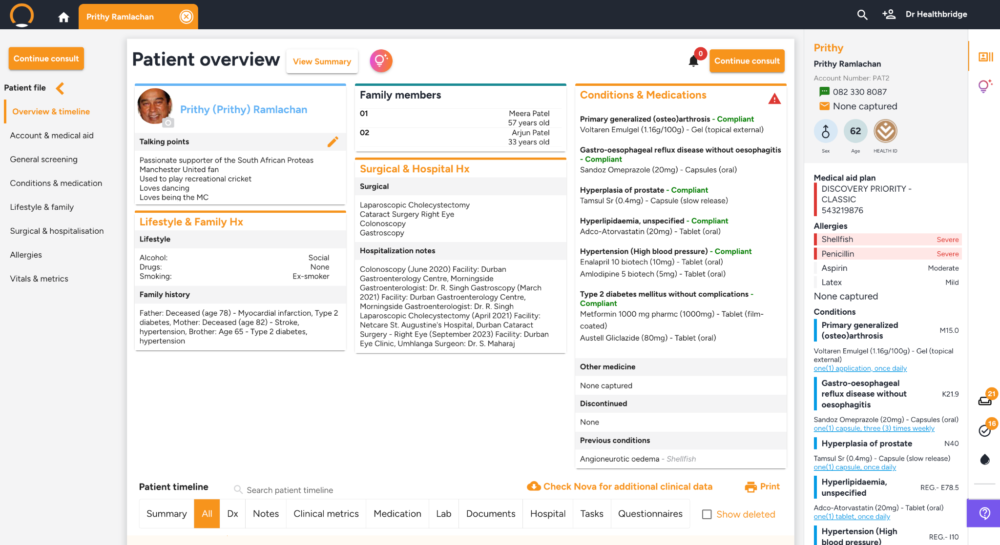 Prithy Ramlachan
Dr Healthbridge
Continue consult
Patient file
Overview & timeline
Account & medical aid
General screening
Conditions & medication
Lifestyle & family
Surgical & hospitalisation
Allergies
Vitals & metrics
Patient overview
View Summary
0
Continue consult
Prithy (Prithy) Ramlachan
Talking points
Passionate supporter of the South African Proteas
Manchester United fan
Used to play recreational cricket
Loves dancing
Loves being the MC
Lifestyle & Family Hx
Lifestyle
Alcohol: Social
Drugs: None
Smoking: Ex-smoker
Family history
Father: Deceased (age 78) - Myocardial infarction, Type 2
diabetes, Mother: Deceased (age 82) - Stroke,
hypertension, Brother: Age 65 - Type 2 diabetes,
hypertension
Family members
01 Meera Patel
57 years old
02 Arjun Patel
33 years old
Surgical & Hospital Hx
Surgical
Laparoscopic Cholecystectomy
Cataract Surgery Right Eye
Colonoscopy
Gastroscopy
Hospitalization notes
Colonoscopy (June 2020) Facility: Durban
Gastroenterology Centre, Morningside
Gastroenterologist: Dr. R. Singh Gastroscopy (March
2021) Facility: Durban Gastroenterology Centre,
Morningside Gastroenterologist: Dr. R. Singh
Laparoscopic Cholecystectomy (April 2021) Facility:
Netcare St. Augustine's Hospital, Durban Cataract
Surgery - Right Eye (September 2023) Facility: Durban
Eye Clinic, Umhlanga Surgeon: Dr. S. Maharaj
Conditions & Medications
Primary generalized (osteo)arthrosis - Compliant
Voltaren Emulgel (1.16g/100g) - Gel (topical external)
Gastro-oesophageal reflux disease without oesophagitis
- Compliant
Sandoz Omeprazole (20mg) - Capsules (oral)
Hyperplasia of prostate - Compliant
Tamsul Sr (0.4mg) - Capsule (slow release)
Hyperlipidaemia, unspecified - Compliant
Adco-Atorvastatin (20mg) - Tablet (oral)
Hypertension (High blood pressure) - Compliant
Enalapril 10 biotech (10mg) - Tablet (oral)
Amlodipine 5 biotech (5mg) - Tablet (oral)
Type 2 diabetes mellitus without complications -
Compliant
Metformin 1000 mg pharmc (1000mg) - Tablet (film-
coated)
Austell Gliclazide (80mg) - Tablet (oral)
Other medicine
None captured
Discontinued
None
Previous conditions
Angioneurotic oedema - Shellfish
Patient timeline
Search patient timeline
Check Nova for additional clinical data
Print
Summary
All
Dx
Notes
Clinical metrics
Medication
Lab
Documents
Hospital
Tasks
Questionnaires
Show deleted
Prithy
Prithy Ramlachan
Account Number: PAT2
082 330 8087
None captured
62
Sex
Age
HEALTH ID
Medical aid plan
DISCOVERY PRIORITY -
CLASSIC
543219876
Allergies
Shellfish Severe
Penicillin Severe
Aspirin Moderate
Latex Mild
None captured
Conditions
Primary generalized
(osteo)arthrosis M15.0
Voltaren Emulgel (1.16g/100g) - Gel (topical
external)
one(1) application, once daily
Gastro-oesophageal
reflux disease without K21.9
oesophagitis
Sandoz Omeprazole (20mg) - Capsules (oral)
one(1) capsule, three (3) times weekly
Hyperplasia of prostate N40
Tamsul Sr (0.4mg) - Capsule (slow release)
one(1) capsule, once daily
Hyperlipidaemia,
unspecified REG.- E78.5
Adco-Atorvastatin (20mg) - Tablet (oral)
one(1) tablet, once daily
Hypertension (High
blood pressure) REG.- I10
21
16